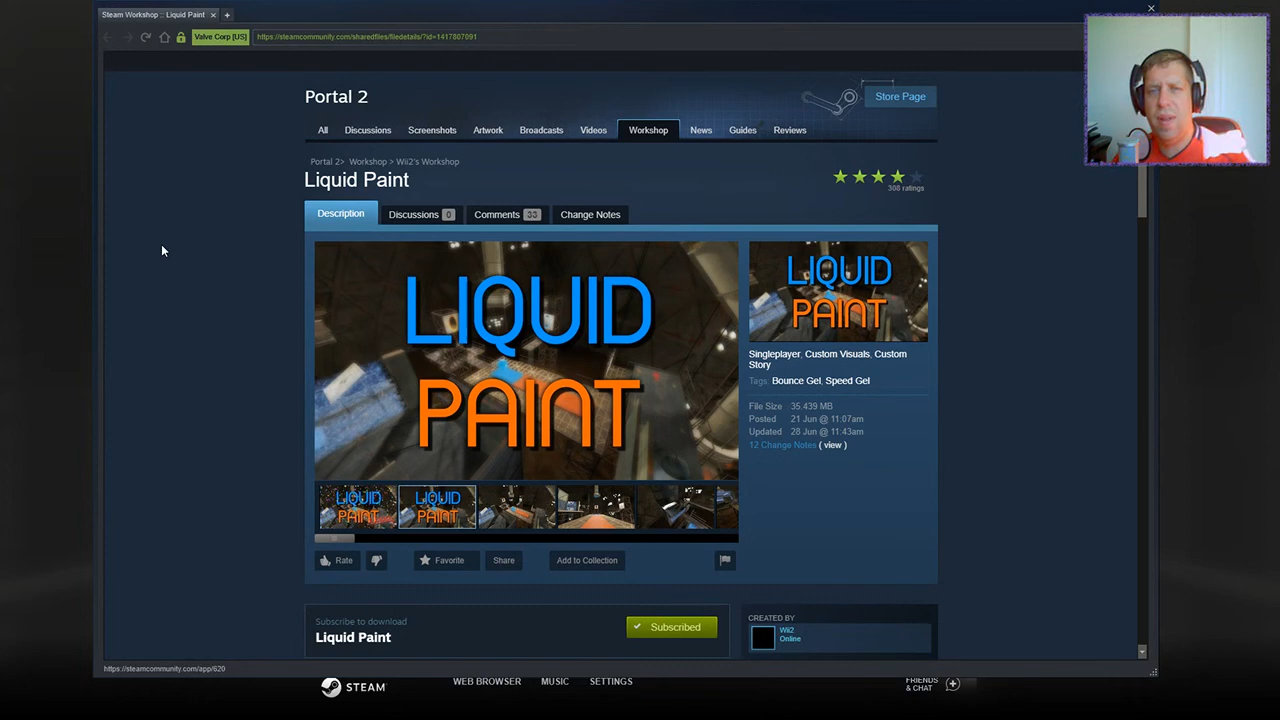 Steam Workshop :: Liquid Paint × +
Valve Corp [US] https://steamcommunity.com/sharedfiles/filedetails/?id=1417807091
Portal 2
Store Page
All Discussions Screenshots Artwork Broadcasts Videos Workshop News Guides Reviews
Portal 2> Workshop > Wii2's Workshop
Liquid Paint
308 ratings
Description Discussions 0 Comments 33 Change Notes
LIQUID
PAINT
LIQUID
PAINT
Singleplayer, Custom Visuals, Custom
Story
Tags: Bounce Gel, Speed Gel
File Size 35.439 MB
Posted 21 Jun @ 11:07am
Updated 28 Jun @ 11:43am
12 Change Notes ( view )
LIQUID
PAINT
LIQUID
PAINT
Rate Favorite Share Add to Collection
Subscribe to download
Liquid Paint
Subscribed
CREATED BY
Wii2
Online
https://steamcommunity.com/app/620
STEAM WEB BROWSER MUSIC SETTINGS
FRIENDS
& CHAT